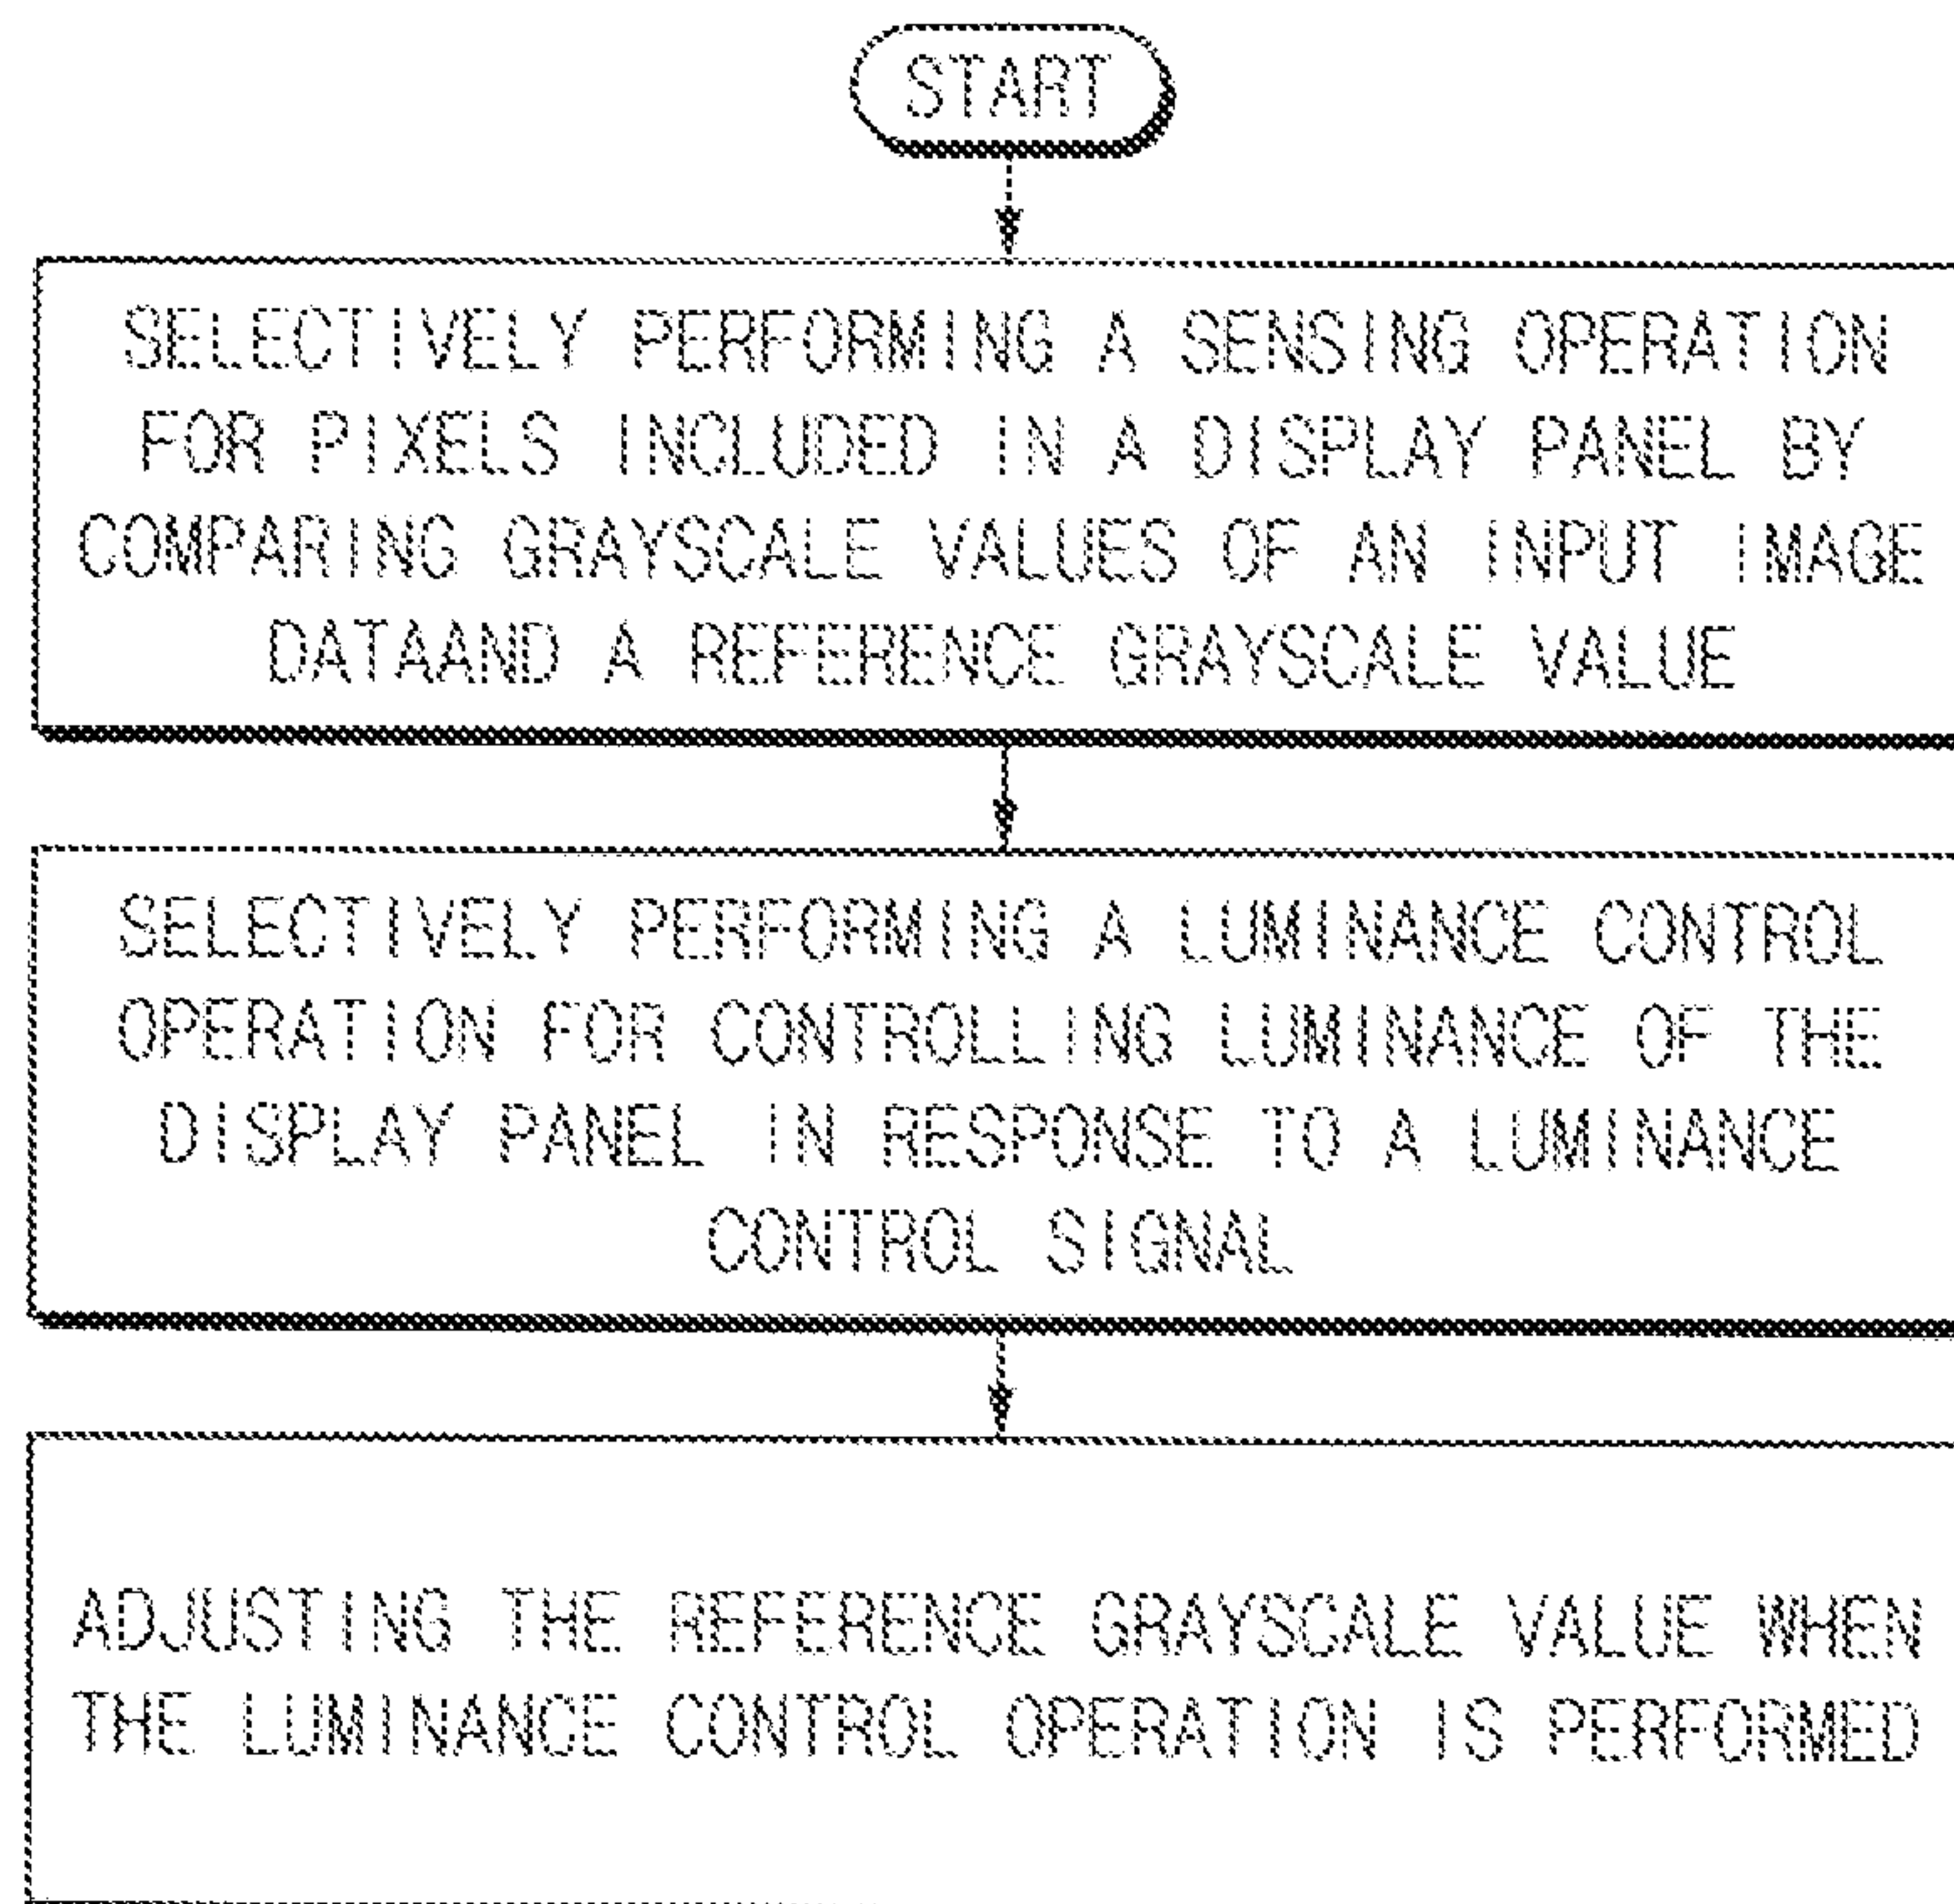 START
SELECTIVELY PERFORMING A SENSING OPERATION
FOR PIXELS INCLUDED IN A DISPLAY PANEL BY
COMPARING GRAYSCALE VALUES OF AN INPUT IMAGE
DATAAND A REFERENCE GRAYSCALE VALUE
SELECTIVELY PERFORMING A LUMINANCE CONTROL
OPERATION FOR CONTROLLING LUMINANCE OF THE
DISPLAY PANEL IN RESPONSE TO A LUMINANCE
CONTROL SIGNAL
ADJUSTING THE REFERENCE GRAYSCALE VALUE WHEN
THE LUMINANCE CONTROL OPERATION IS PERFORMED